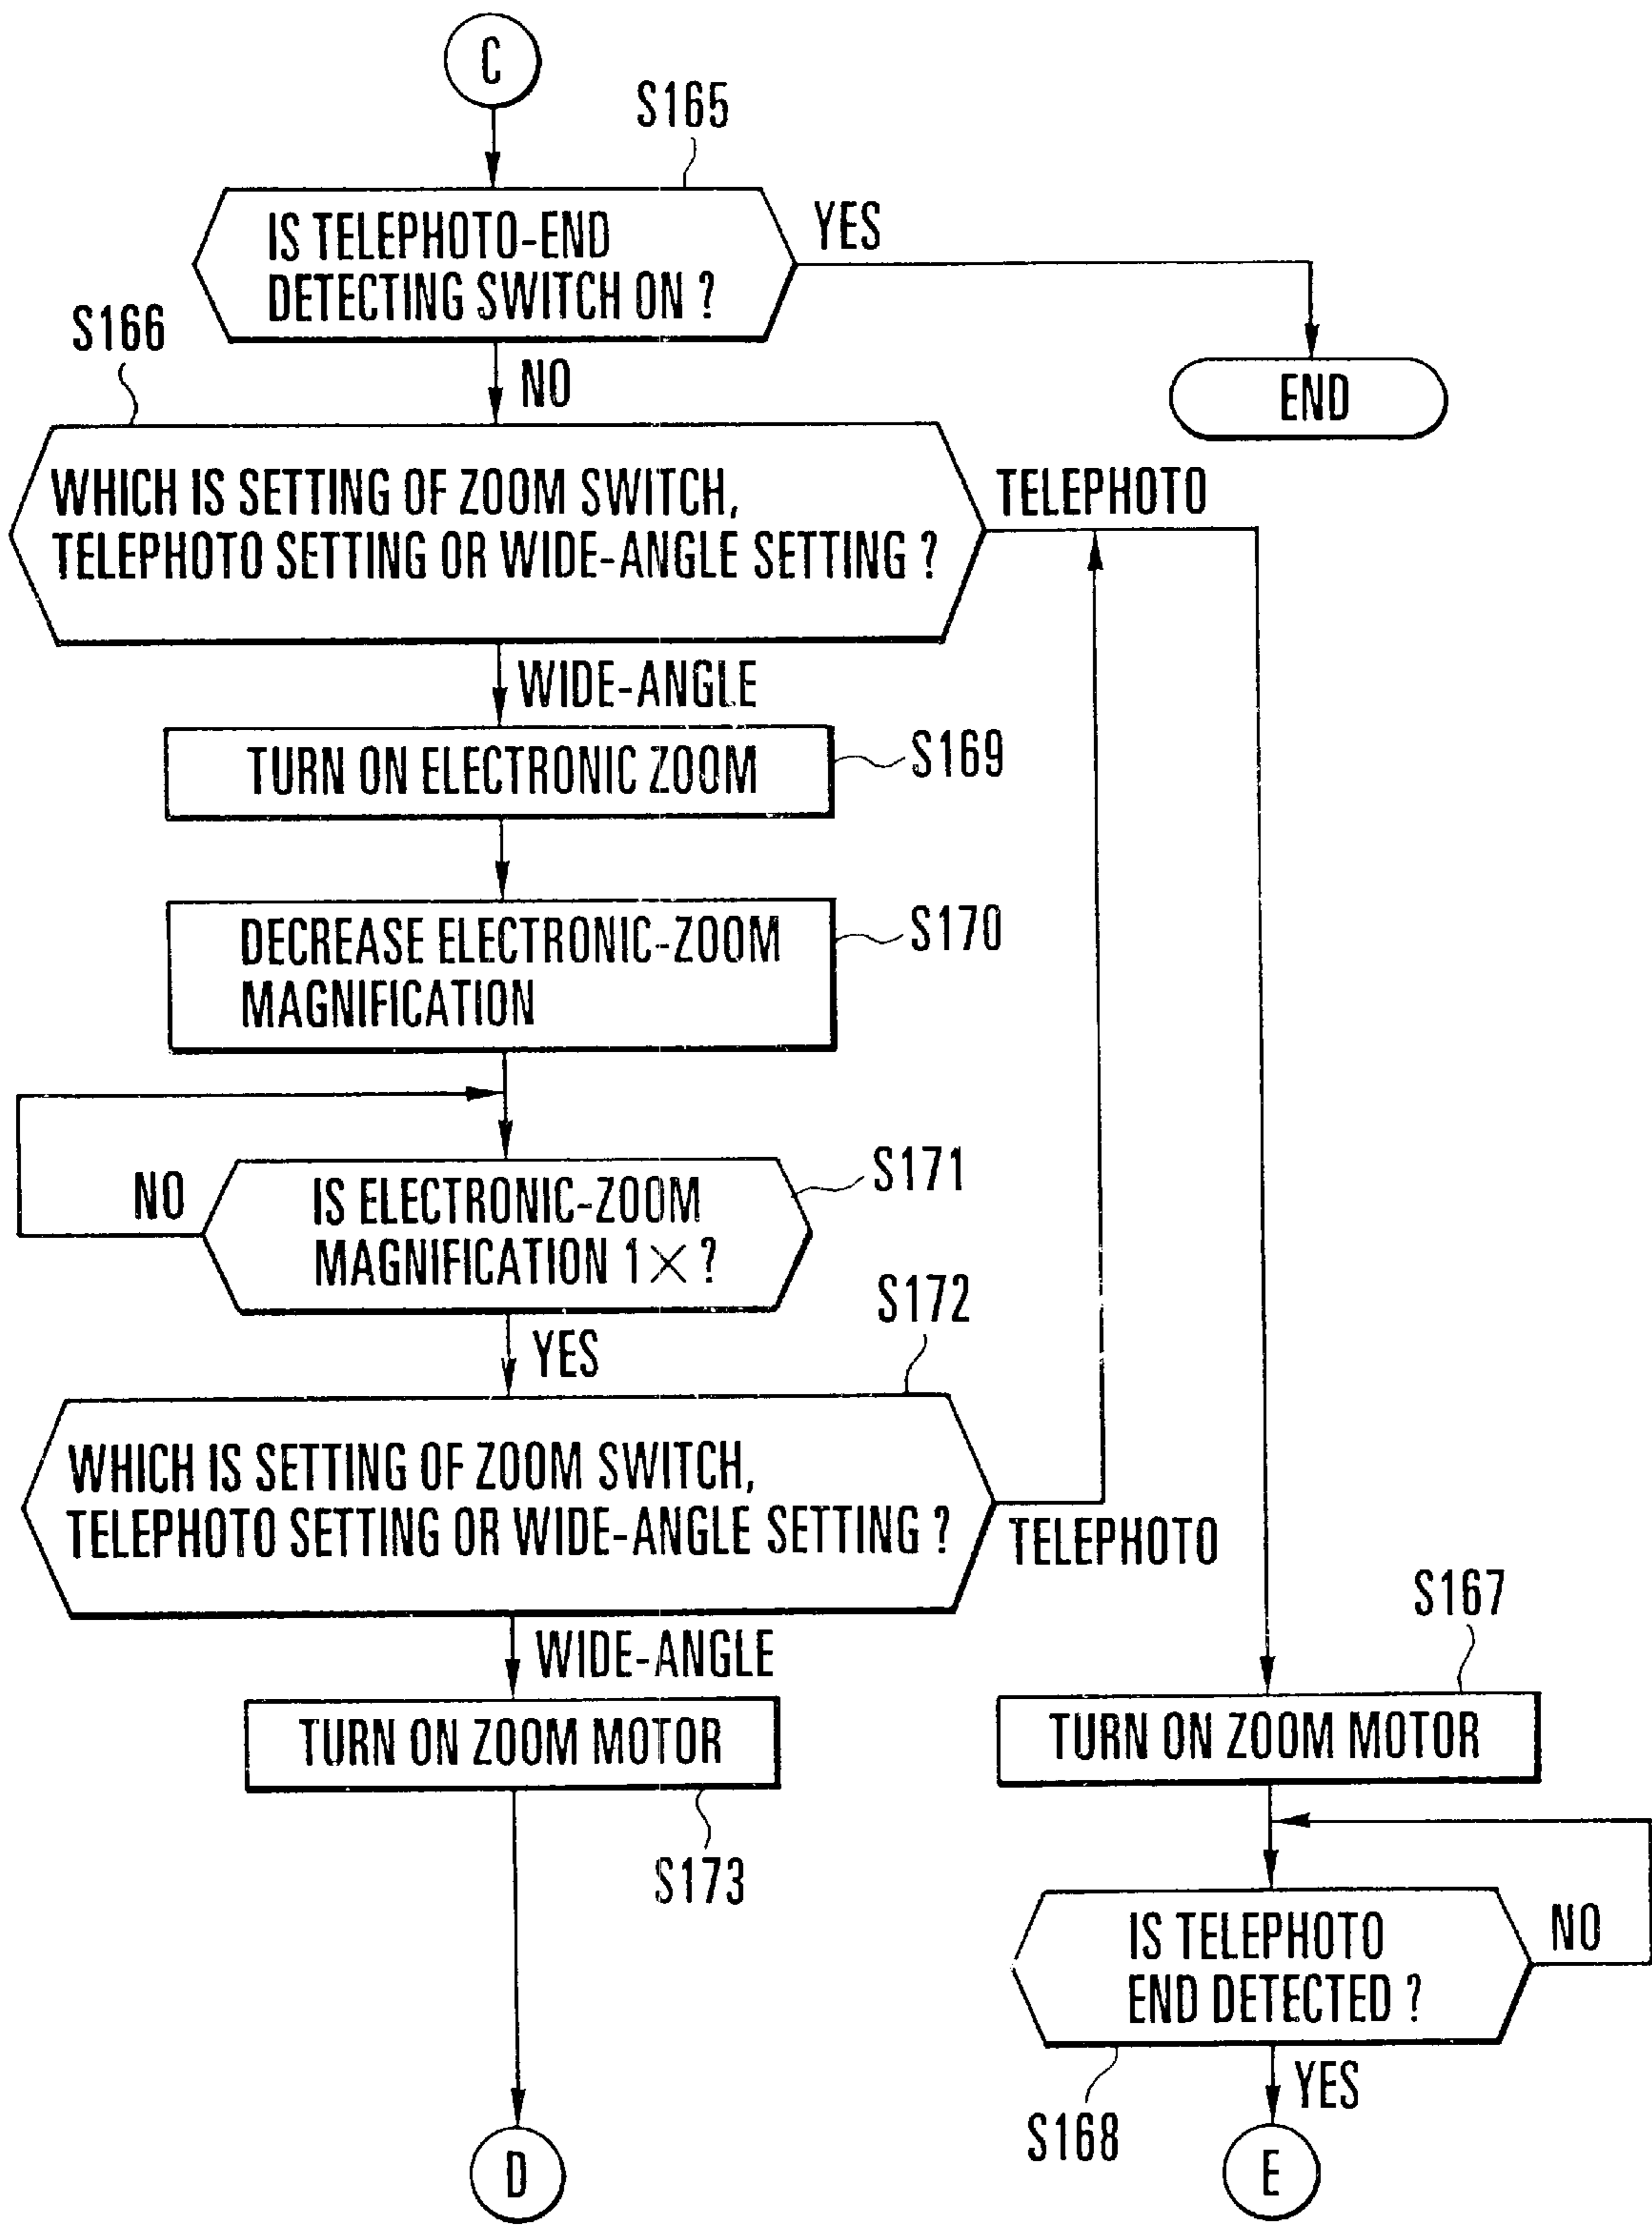 C
S165
IS TELEPHOTO-END
DETECTING SWITCH ON ?
YES
S166
NO
END
WHICH IS SETTING OF ZOOM SWITCH,
TELEPHOTO SETTING OR WIDE-ANGLE SETTING ?
TELEPHOTO
WIDE-ANGLE
TURN ON ELECTRONIC ZOOM
S169
DECREASE ELECTRONIC-ZOOM
MAGNIFICATION
S170
NO
IS ELECTRONIC-ZOOM
MAGNIFICATION 1× ?
S171
S172
YES
WHICH IS SETTING OF ZOOM SWITCH,
TELEPHOTO SETTING OR WIDE-ANGLE SETTING ?
TELEPHOTO
WIDE-ANGLE
S167
TURN ON ZOOM MOTOR
TURN ON ZOOM MOTOR
S173
IS TELEPHOTO
END DETECTED ?
NO
YES
S168
D
E